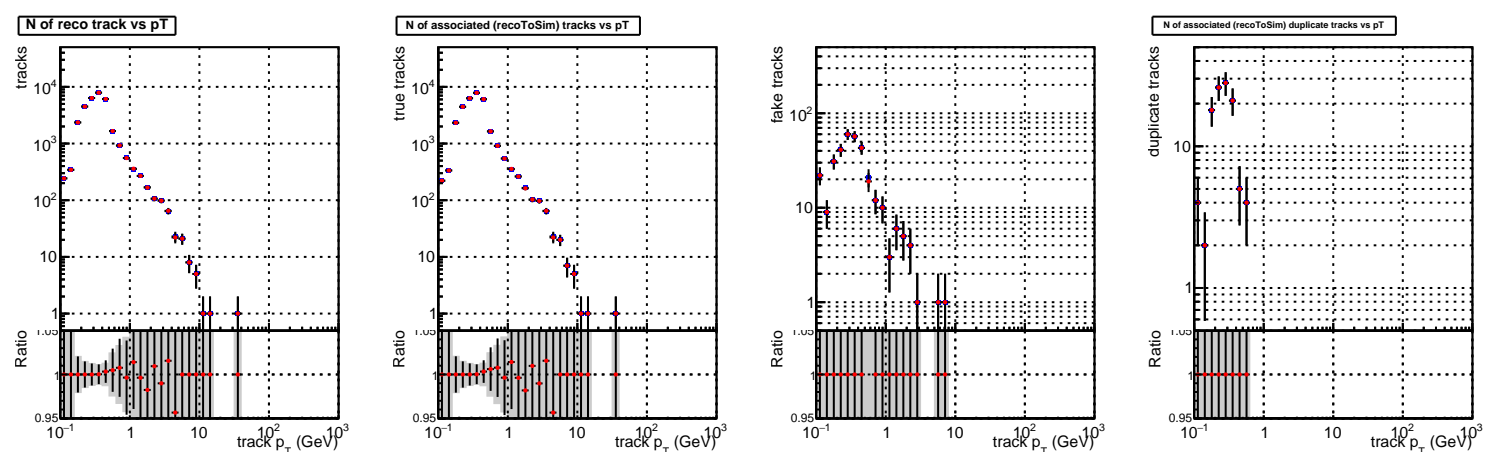 N of reco track vs pT
N of associated (recoToSim) tracks vs pT
N of associated (recoToSim) duplicate tracks vs pT
tracks
10⁴
10³
10²
10
1
Ratio
1.05
1
0.95
10⁻¹ 1 10 10² 10³
track p_T (GeV)
true tracks
10⁴
10³
10²
10
1
Ratio
1.05
1
0.95
10⁻¹ 1 10 10² 10³
track p_T (GeV)
fake tracks
10²
10
1
Ratio
1.05
1
0.95
10⁻¹ 1 10 10² 10³
track p_T (GeV)
duplicate tracks
10
1
Ratio
1.05
1
0.95
10⁻¹ 1 10 10² 10³
track p_T (GeV)